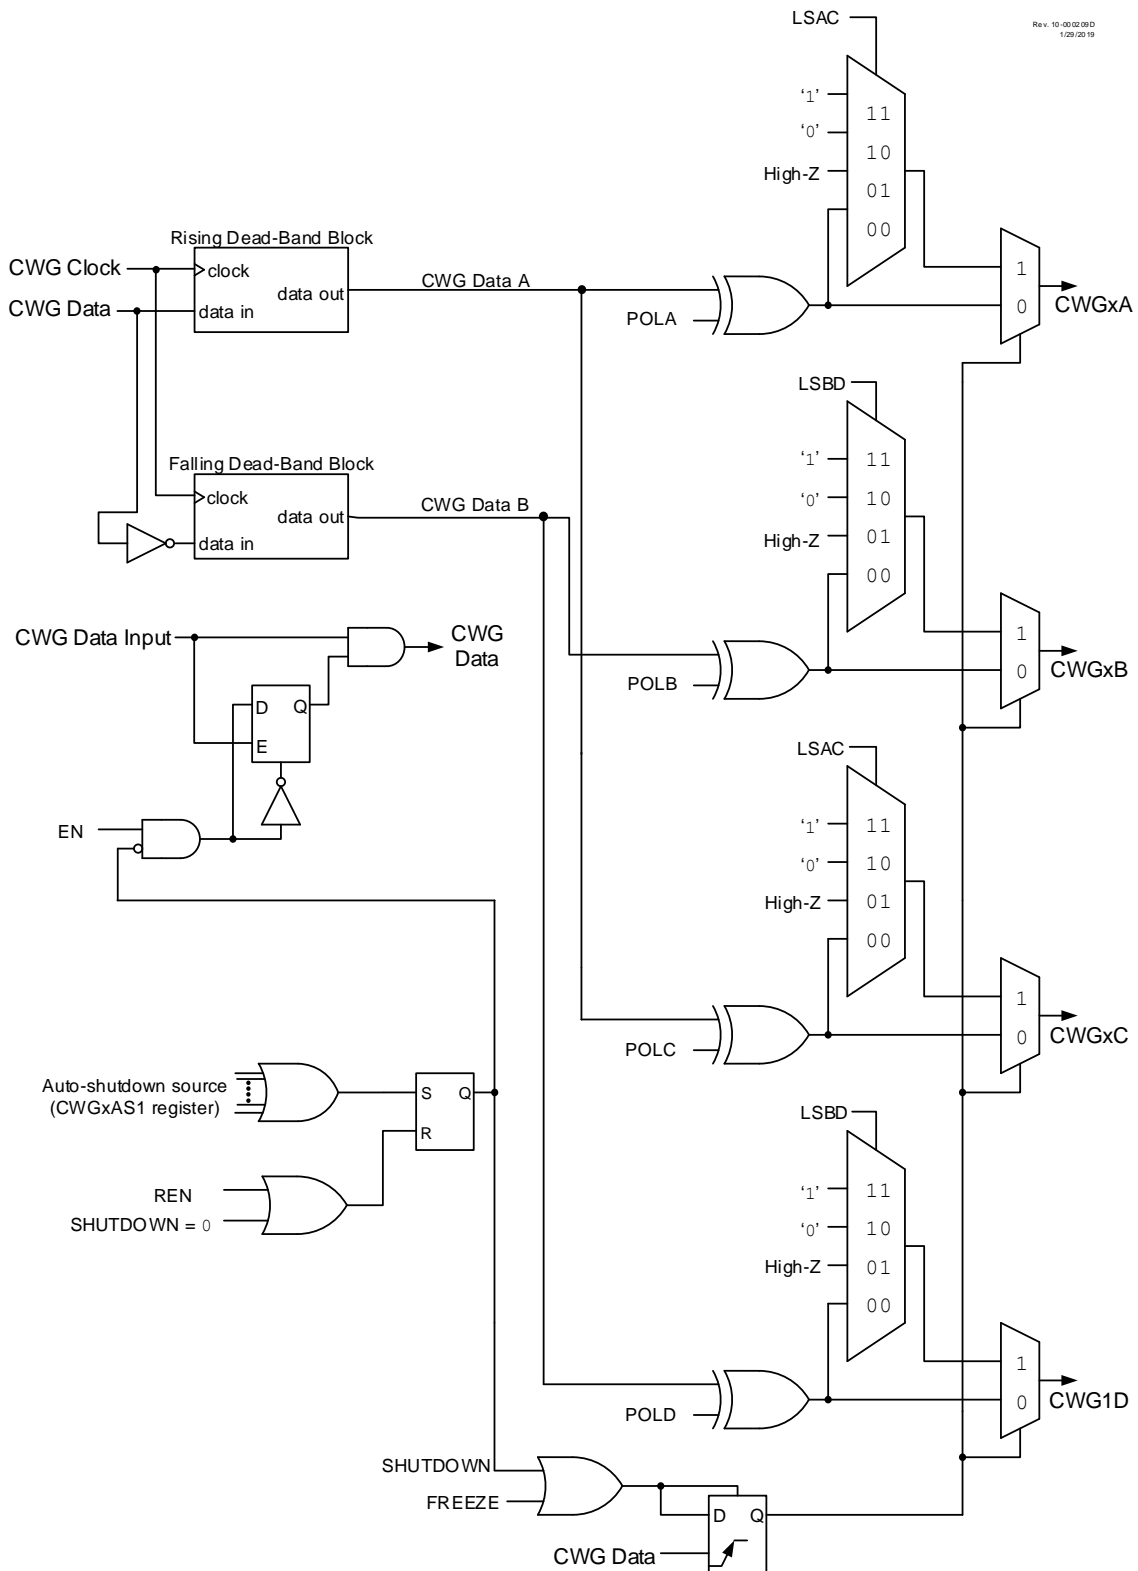 LSAC
Rev. 10-000209D
1/29/2019
‘1’
11
‘0’
10
High-Z
01
00
Rising Dead-Band Block
CWG Clock
clock
CWG Data A
data out
CWG Data
data in
POLA
1
0
CWGxA
LSBD
‘1’
11
Falling Dead-Band Block
‘0’
10
clock
CWG Data B
data out
High-Z
01
data in
00
CWG Data Input
CWG
Data
1
0
CWGxB
POLB
D
Q
E
LSAC
EN
‘1’
11
‘0’
10
High-Z
01
00
1
0
CWGxC
POLC
Auto-shutdown source
(CWGxAS1 register)
S
Q
R
LSBD
REN
SHUTDOWN = 0
‘1’
11
‘0’
10
High-Z
01
00
1
0
CWG1D
POLD
SHUTDOWN
FREEZE
D
Q
CWG Data